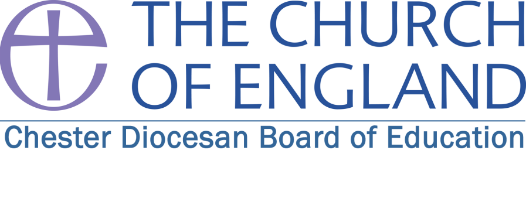 THE CHURCH
OF ENGLAND
Chester Diocesan Board of Education